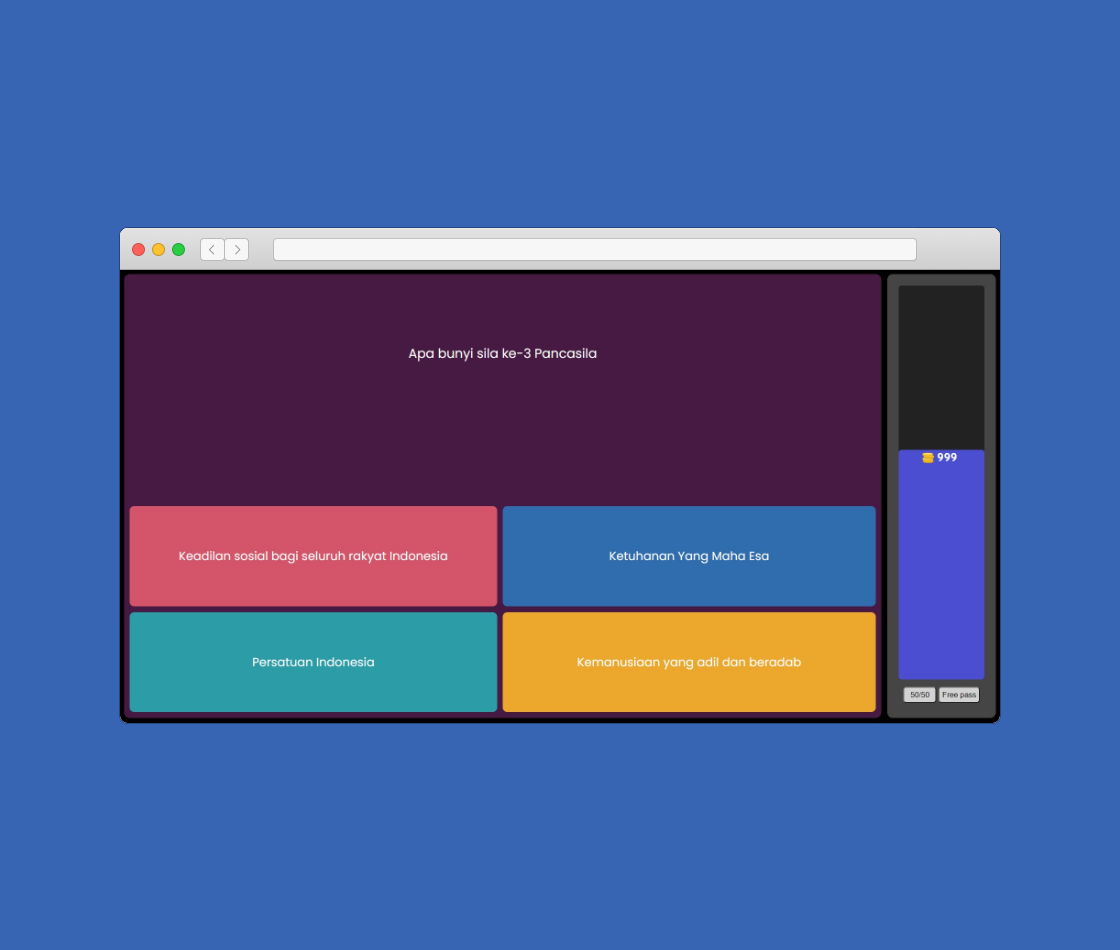 Apa bunyi sila ke-3 Pancasila
Keadilan sosial bagi seluruh rakyat Indonesia
Ketuhanan Yang Maha Esa
Persatuan Indonesia
Kemanusiaan yang adil dan beradab
999
50/50
Free pass